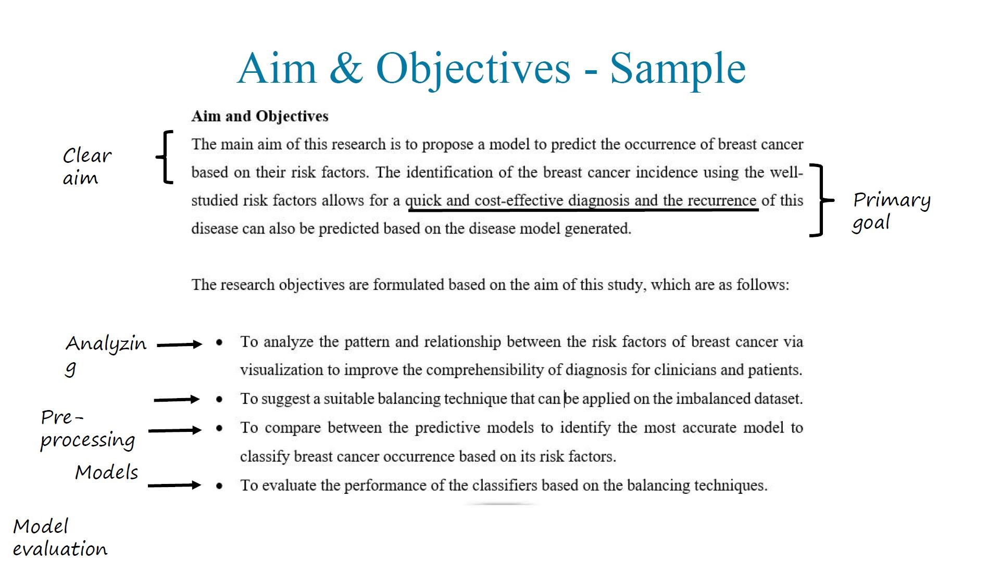 Aim & Objectives - Sample
Aim and Objectives
Clear
aim
The main aim of this research is to propose a model to predict the occurrence of breast cancer
based on their risk factors. The identification of the breast cancer incidence using the well-
studied risk factors allows for a quick and cost-effective diagnosis and the recurrence of this
disease can also be predicted based on the disease model generated.
Primary
goal
The research objectives are formulated based on the aim of this study, which are as follows:
Analyzin
g
• To analyze the pattern and relationship between the risk factors of breast cancer via
visualization to improve the comprehensibility of diagnosis for clinicians and patients.
• To suggest a suitable balancing technique that can be applied on the imbalanced dataset.
Pre-
processing
• To compare between the predictive models to identify the most accurate model to
classify breast cancer occurrence based on its risk factors.
Models
• To evaluate the performance of the classifiers based on the balancing techniques.
Model
evaluation